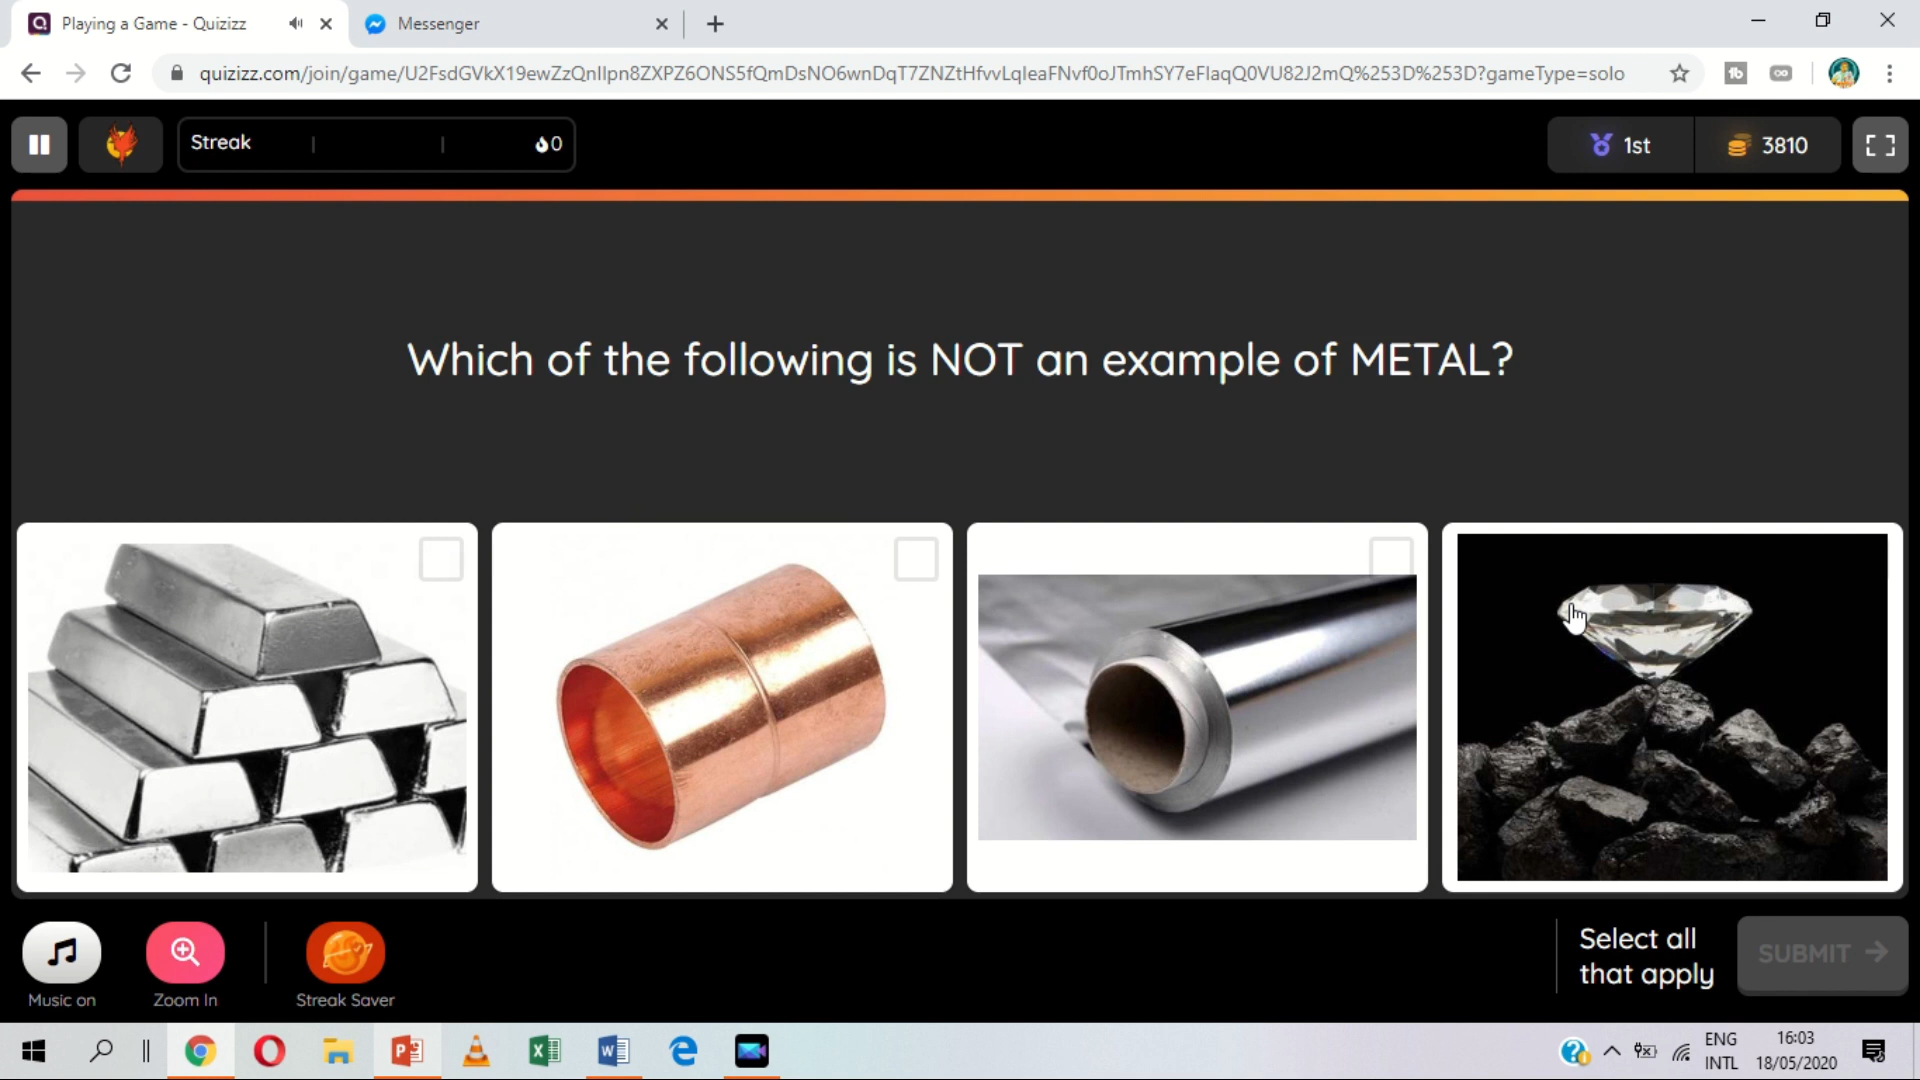 Playing a Game - Quizizz
Messenger
quizizz.com/join/game/U2FsdGVkX19ewZzQnIlpn8ZXPZ6ONS5fQmDsNO6wnDqT7ZNZtHfvvLqIeaFNvf0oJTmhSY7eFlaqQ0VU82J2mQ%253D%253D?gameType=solo
Streak
0
1st
3810
Which of the following is NOT an example of METAL?
Select all
that apply
SUBMIT
Music on
Zoom In
Streak Saver
ENG
INTL
16:03
18/05/2020